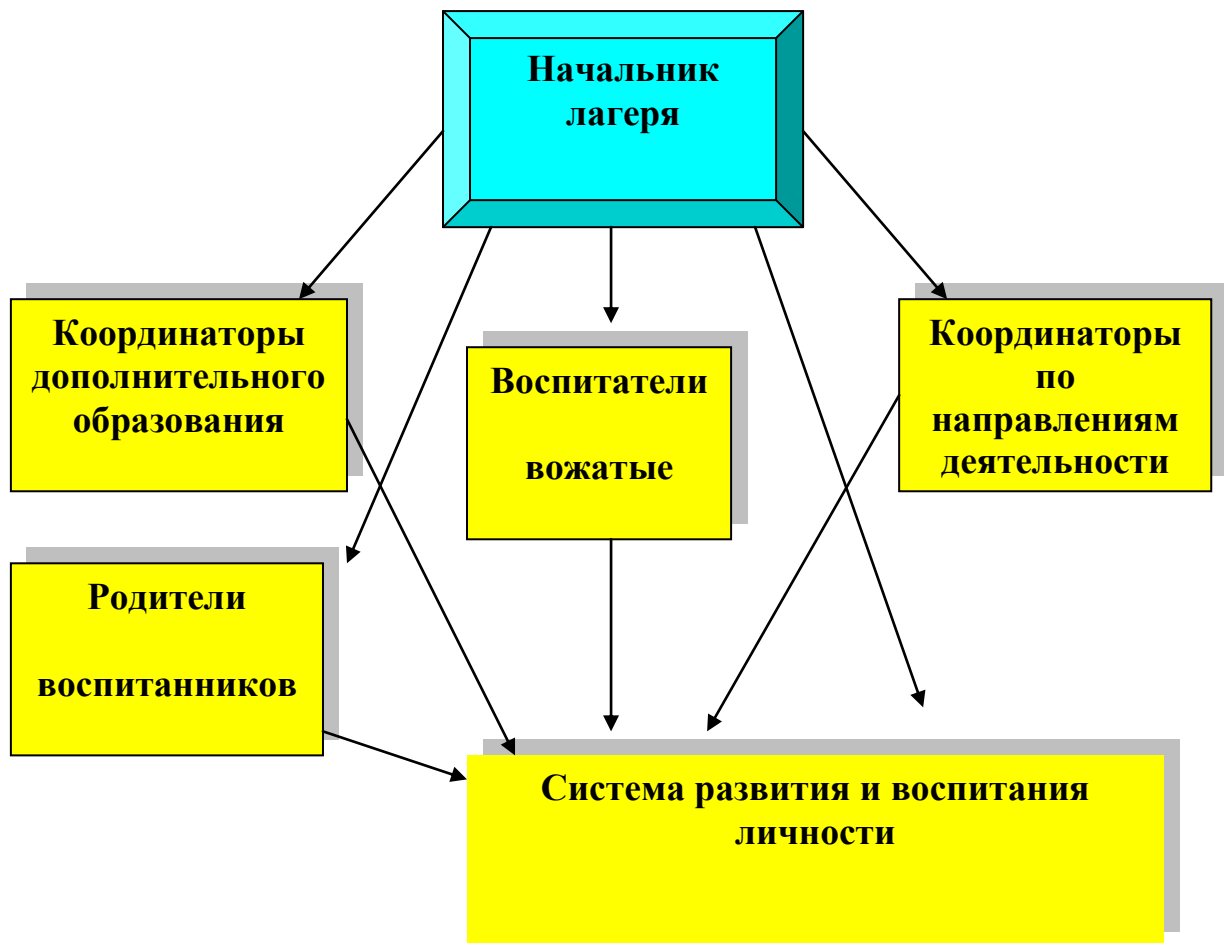 Начальник
лагеря
Координаторы
дополнительного
образования
Воспитатели
вожатые
Координаторы
по
направлениям
деятельности
Родители
воспитанников
Система развития и воспитания
личности